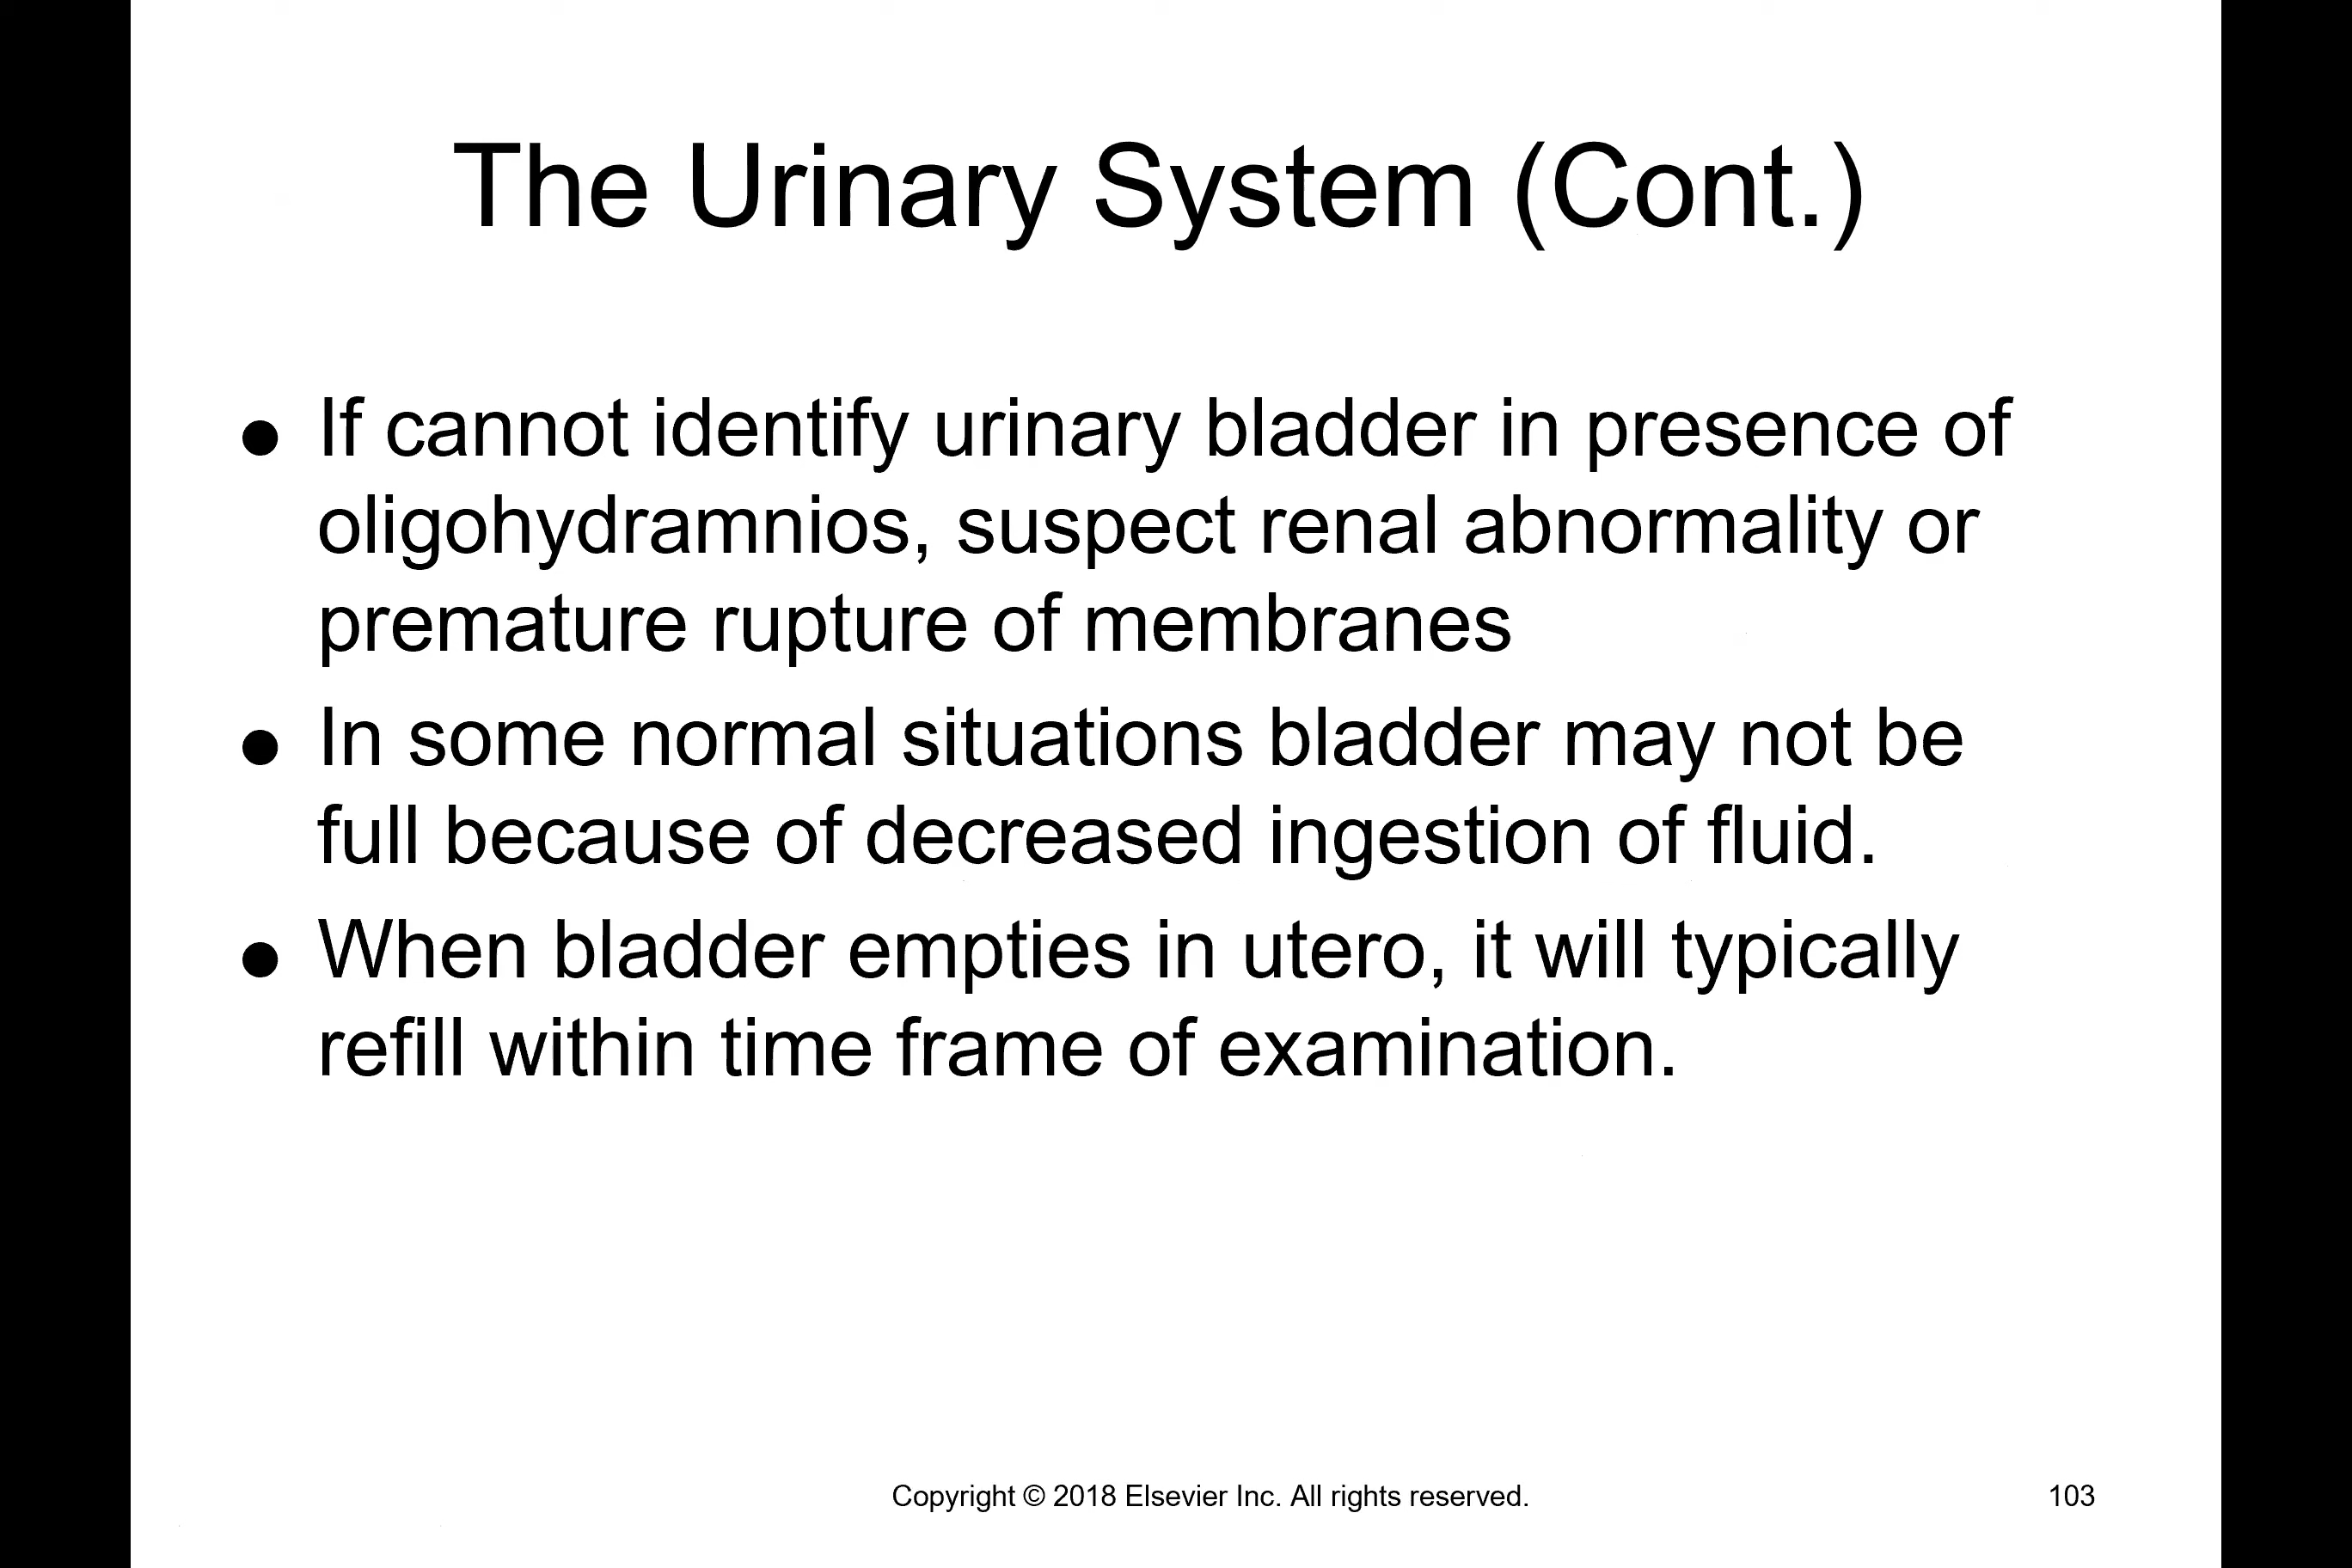 The Urinary System (Cont.)
● If cannot identify urinary bladder in presence of
oligohydramnios, suspect renal abnormality or
premature rupture of membranes
● In some normal situations bladder may not be
full because of decreased ingestion of fluid.
● When bladder empties in utero, it will typically
refill within time frame of examination.
Copyright © 2018 Elsevier Inc. All rights reserved.
103